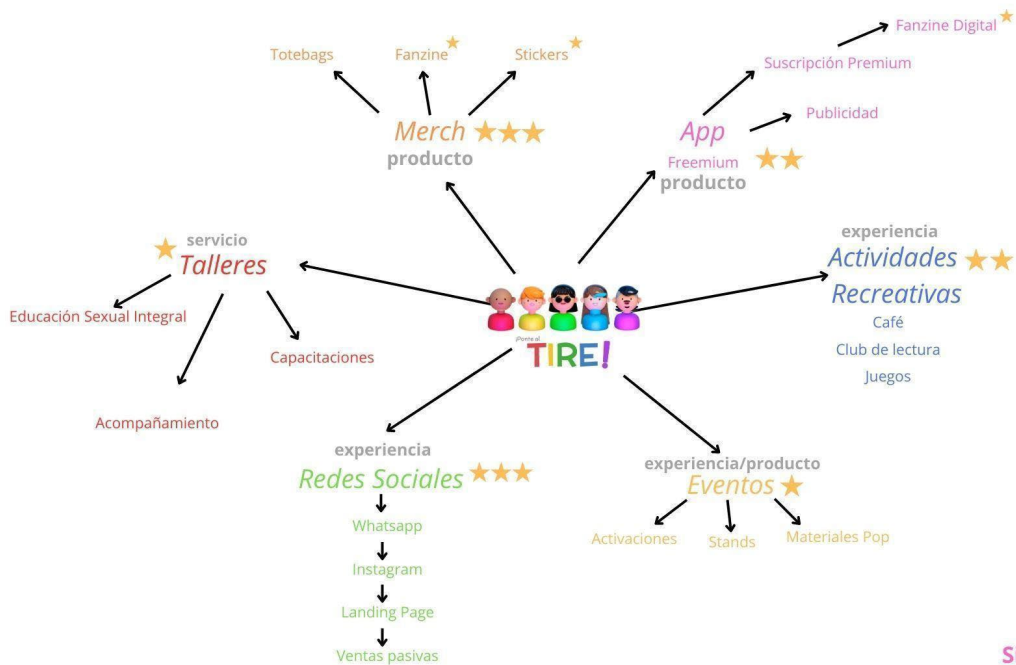 Fanzine Digital
Totebags
Fanzine
Stickers
Suscripción Premium
Publicidad
Merch
producto
App
Freemium
producto
servicio
Talleres
experiencia
Actividades
Recreativas
Café
Club de lectura
Juegos
Educación Sexual Integral
Capacitaciones
Acompañamiento
¡Ponte al
TIRE!
experiencia
Redes Sociales
Whatsapp
Instagram
Landing Page
Ventas pasivas
experiencia/producto
Eventos
Activaciones
Stands
Materiales Pop